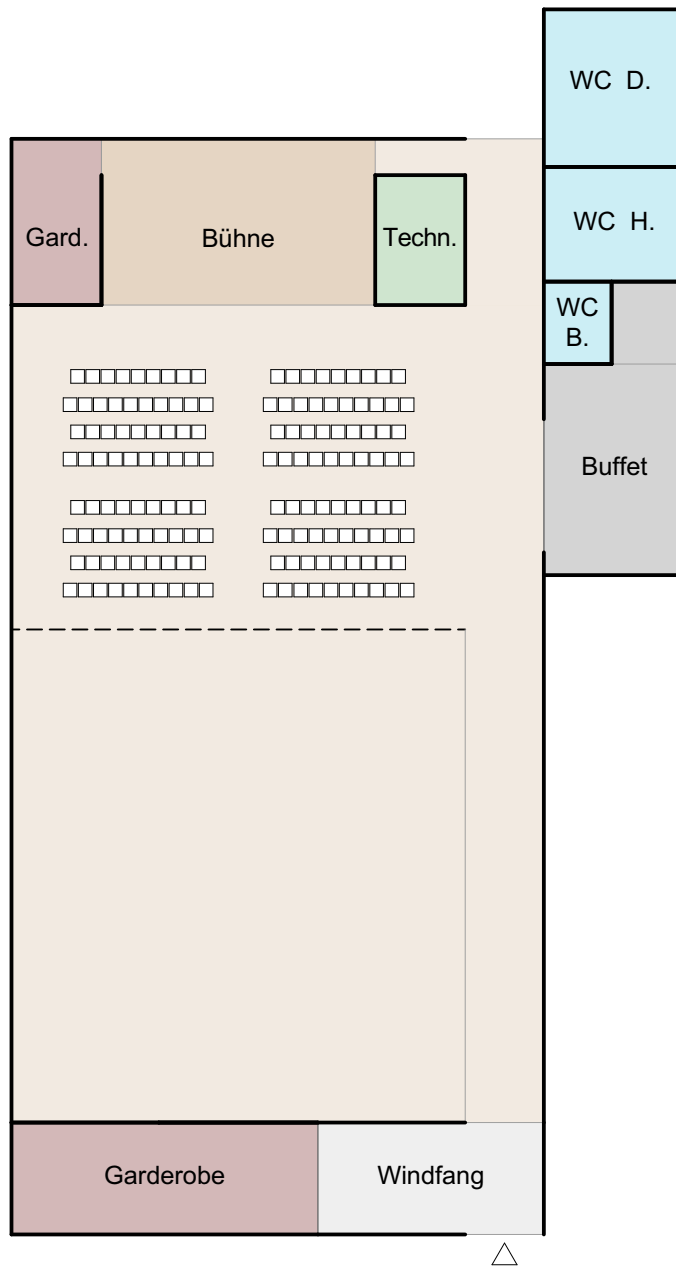 WC D.
WC H.
Gard.
Bühne
Techn.
WC
B.
Buffet
Garderobe
Windfang